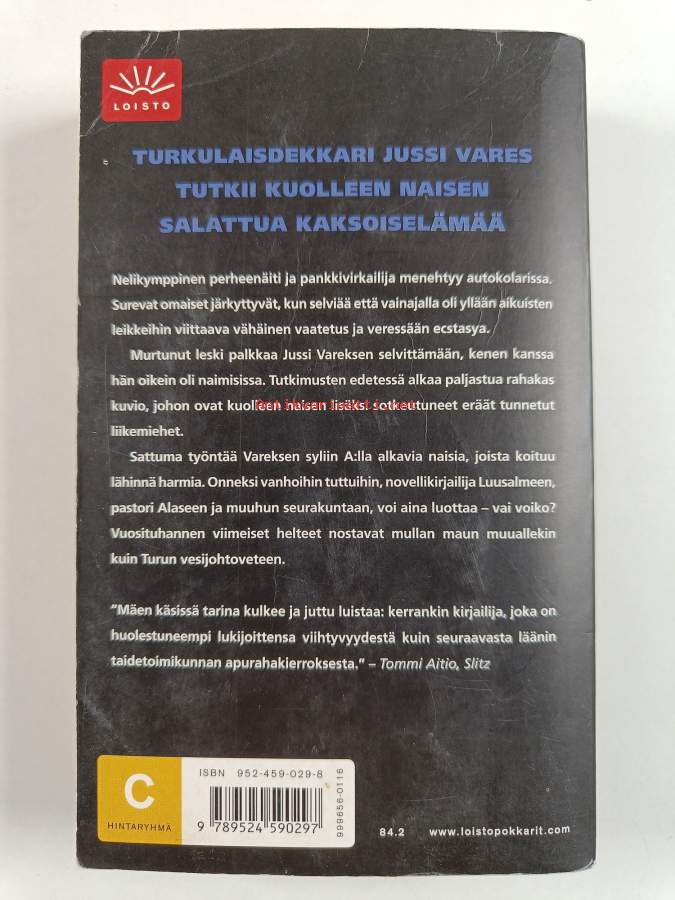 LOISTO
TURKULAISDEKKARI JUSSI VARES
TUTKII KUOLLEEN NAISEN
SALATTUA KAKSOISELÄMÄÄ
Nelikymppinen perheenäiti ja pankkivirkailija menehtyy autokolarissa.
Surevat omaiset järkyttyvät, kun selviää että vainajalla oli yllään aikuisten
leikkeihin viittaava vähäinen vaatetus ja veressään ecstasya.
Murtunut leski palkkaa Jussi Vareksen selvittämään, kenen kanssa
hän oikein oli naimisissa. Tutkimusten edetessä alkaa paljastua rahakas
kuvio, johon ovat kuolleen naisen lisäksi sotkeutuneet eräät tunnetut
liikemiehet.
Sattuma työntää Vareksen syliin A:lla alkavia naisia, joista koituu
lähinnä harmia. Onneksi vanhoihin tuttuihin, novellikirjailija Luusalmeen,
pastori Alaseen ja muuhun seurakuntaan, voi aina luottaa – vai voiko?
Vuosituhannen viimeiset helteet nostavat mullan maun muuallekin
kuin Turun vesijohtoveteen.
"Mäen käsissä tarina kulkee ja juttu luistaa: kerrankin kirjailija, joka on
huolestuneempi lukijoittensa viihtyvyydestä kuin seuraavasta läänin
taidetoimikunnan apurahakierroksesta." – Tommi Aitio, Slitz
C
HINTARYHMÄ
ISBN 952-459-029-8
9 789524 590297
999656-0116
84.2 www.loistopokkarit.com